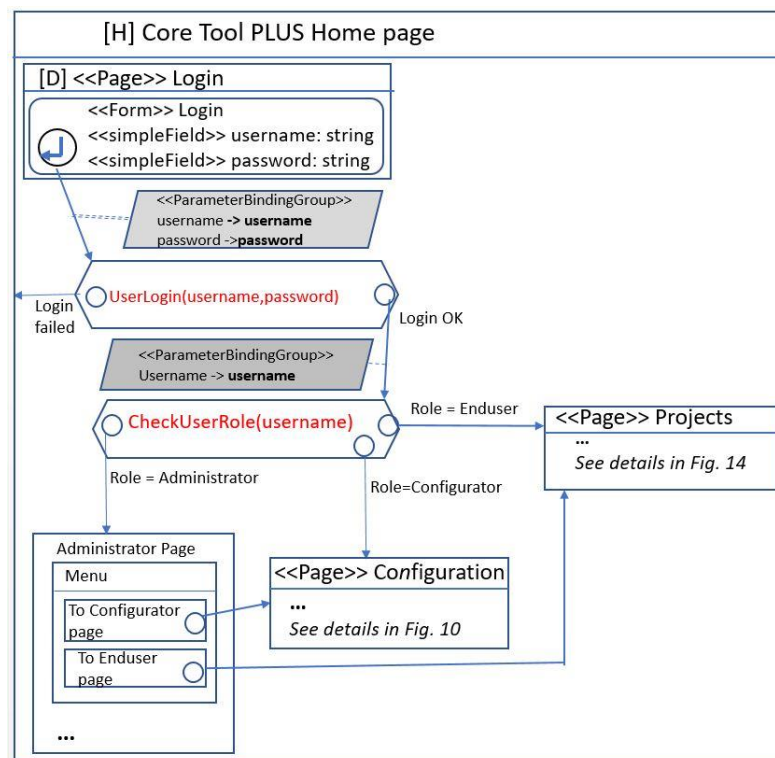 [H] Core Tool PLUS Home page
[D] <<Page>> Login
<<Form>> Login
<<simpleField>> username: string
<<simpleField>> password: string
<<ParameterBindingGroup>>
username -> username
password ->password
UserLogin(username,password)
Login
failed
Login OK
<<ParameterBindingGroup>>
Username -> username
CheckUserRole(username)
Role = Enduser
<<Page>> Projects
...
See details in Fig. 14
Role = Administrator
Role=Configurator
Administrator Page
Menu
To Configurator
page
To Enduser
page
...
<<Page>> Configuration
...
See details in Fig. 10